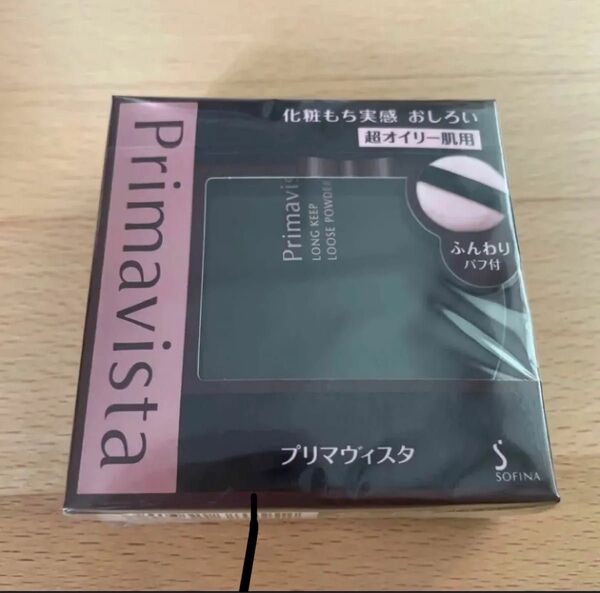 Primavista
化粧もち実感 おしろい
超オイリー肌用
Primavis
LONG KEEP
LOOSE POWDER
ふんわり
パフ付
プリマヴィスタ
SOFINA